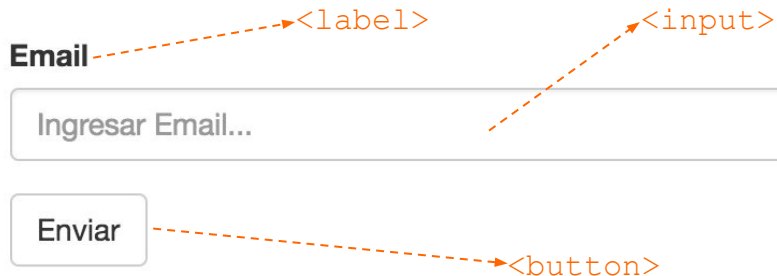 <label>
<input>
Email
Ingresar Email...
Enviar
<button>